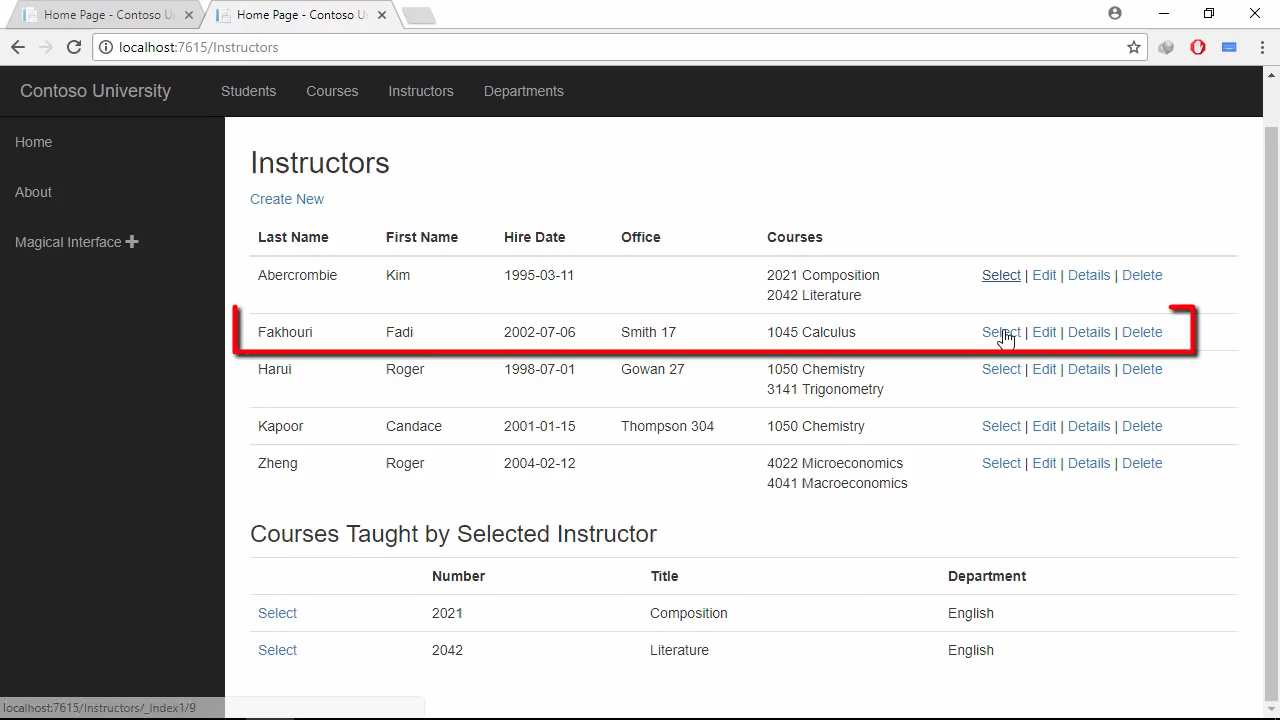 Home Page - Contoso U
Home Page - Contoso U
localhost:7615/Instructors
Contoso University Students Courses Instructors Departments
Home
About
Magical Interface
Instructors
Create New
Last Name First Name Hire Date Office Courses
Abercrombie Kim 1995-03-11 2021 Composition Select | Edit | Details | Delete
2042 Literature
Fakhouri Fadi 2002-07-06 Smith 17 1045 Calculus Select | Edit | Details | Delete
Harui Roger 1998-07-01 Gowan 27 1050 Chemistry Select | Edit | Details | Delete
3141 Trigonometry
Kapoor Candace 2001-01-15 Thompson 304 1050 Chemistry Select | Edit | Details | Delete
Zheng Roger 2004-02-12 4022 Microeconomics Select | Edit | Details | Delete
4041 Macroeconomics
Courses Taught by Selected Instructor
Number Title Department
Select 2021 Composition English
Select 2042 Literature English
localhost:7615/Instructors/_Index1/9